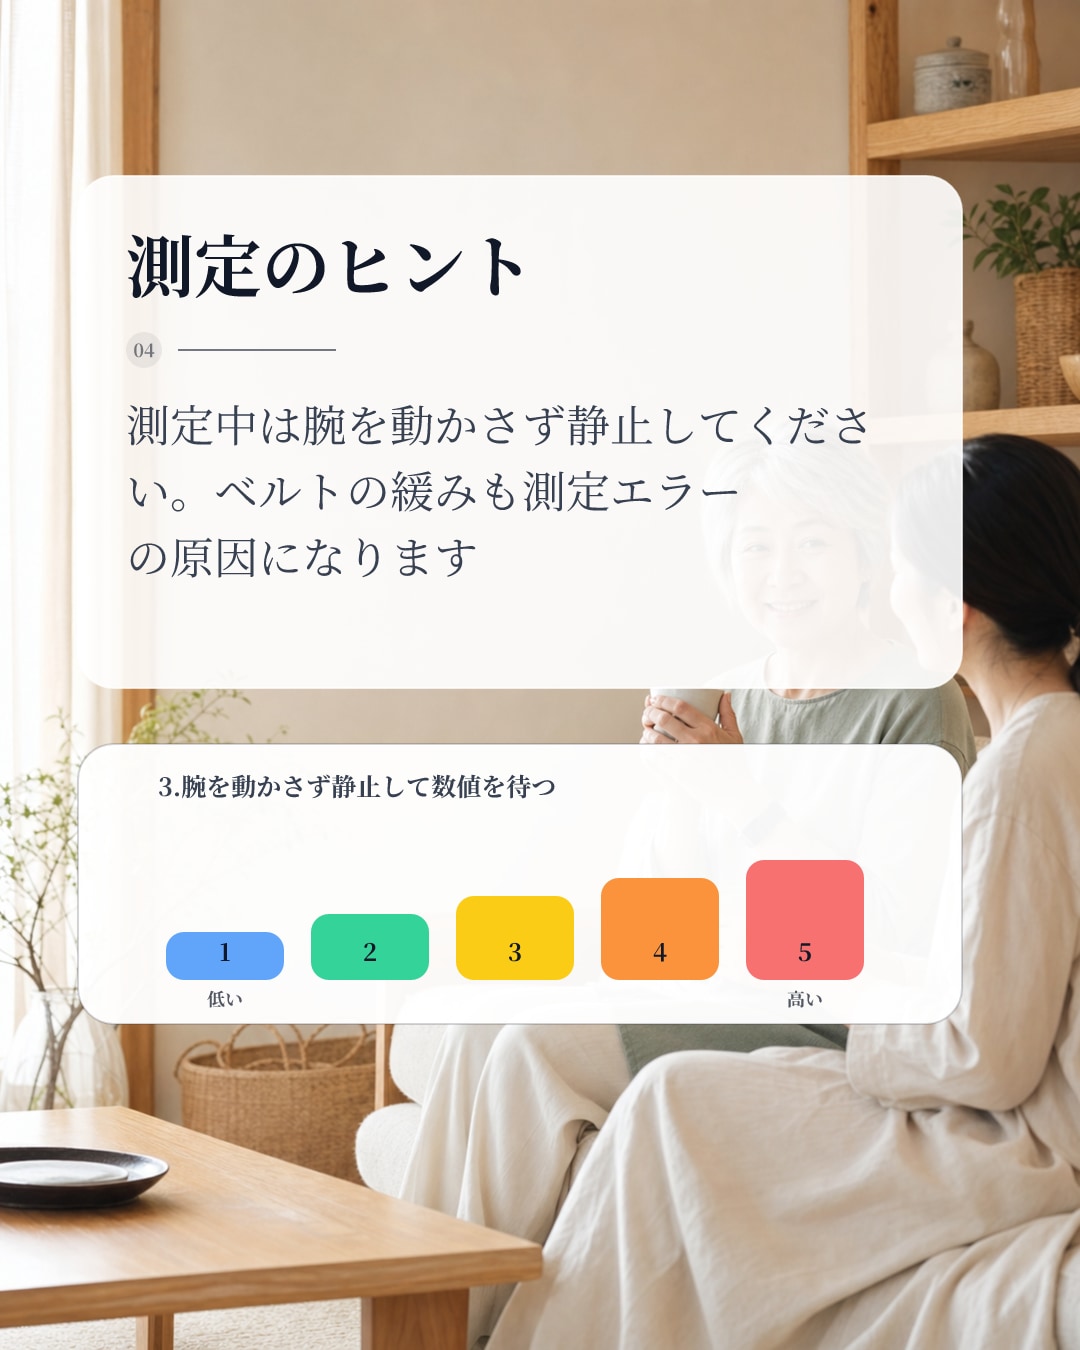 測定のヒント
04
測定中は腕を動かさず静止してくださ
い。ベルトの緩みも測定エラー
の原因になります
3.腕を動かさず静止して数値を待つ
1
2
3
4
5
低い
高い